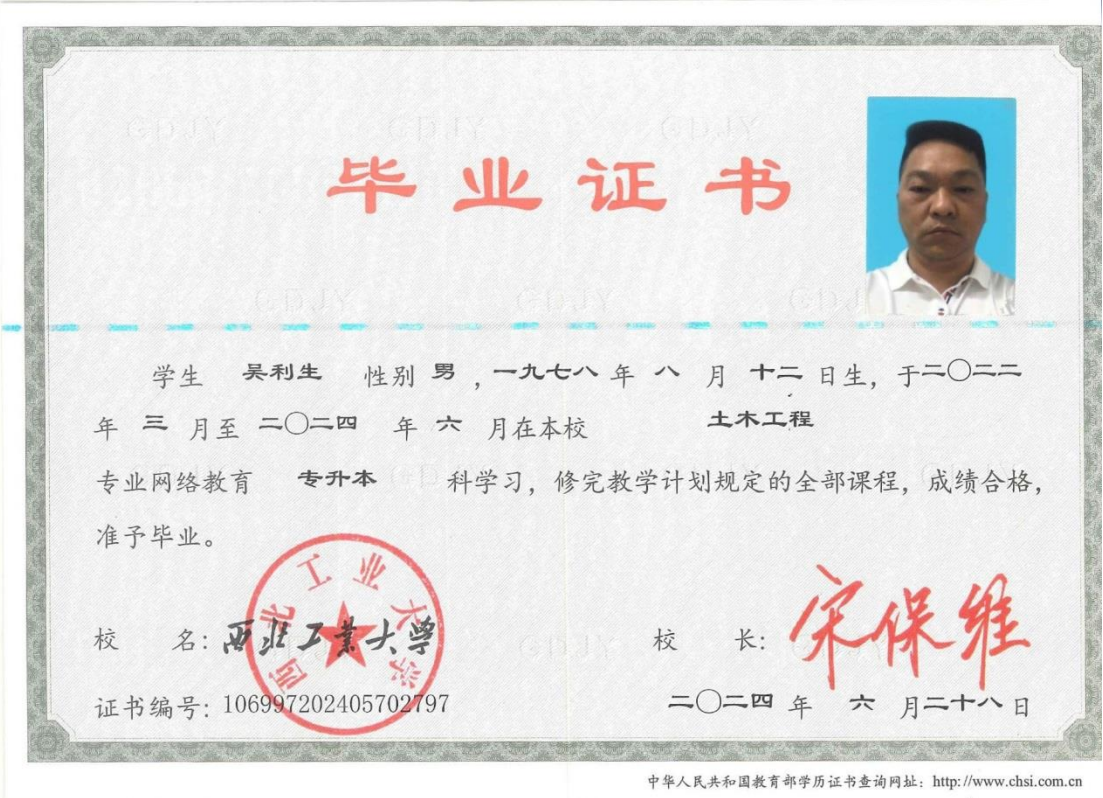 毕业证书
学生 吴利生 性别 男 ,一九七八 年 八 月 十二 日生, 于二〇二二
年 三 月至 二〇二四 年 六 月在本校 土木工程
专业网络教育 专升本 科学习, 修完教学计划规定的全部课程, 成绩合格,
准予毕业。
西北工业大学
校 名: 西北工业大学 校 长: 宋保维
证书编号: 106997202405702797 二〇二四 年 六 月二十八日
中华人民共和国教育部学历证书查询网址: http://www.chsi.com.cn